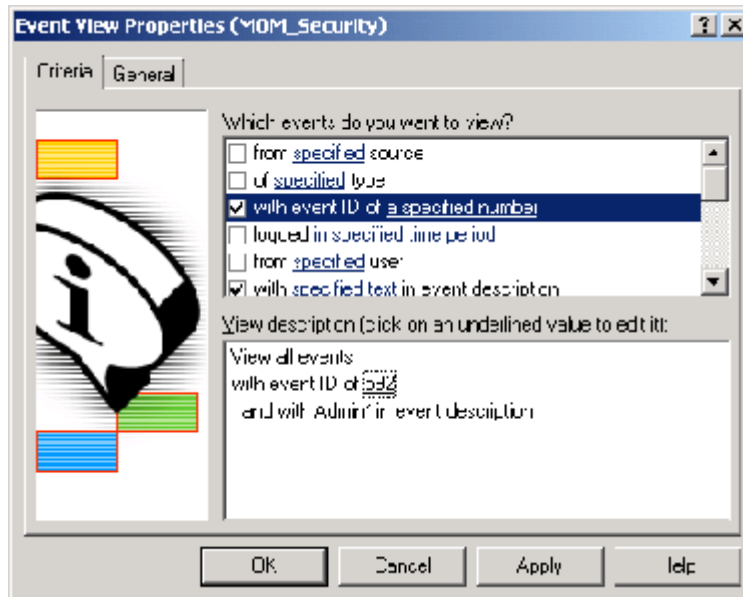 Event View Properties (MOM_Security)
Criteria General
Which events do you want to view?
from specified source
of specified type
with event ID of a specified number
logged in specified time period
from specified user
with specified text in event description
View description (click on an underlined value to edit it):
View all events
with event ID of 592
and with 'Admin' in event description
OK Cancel Apply Help